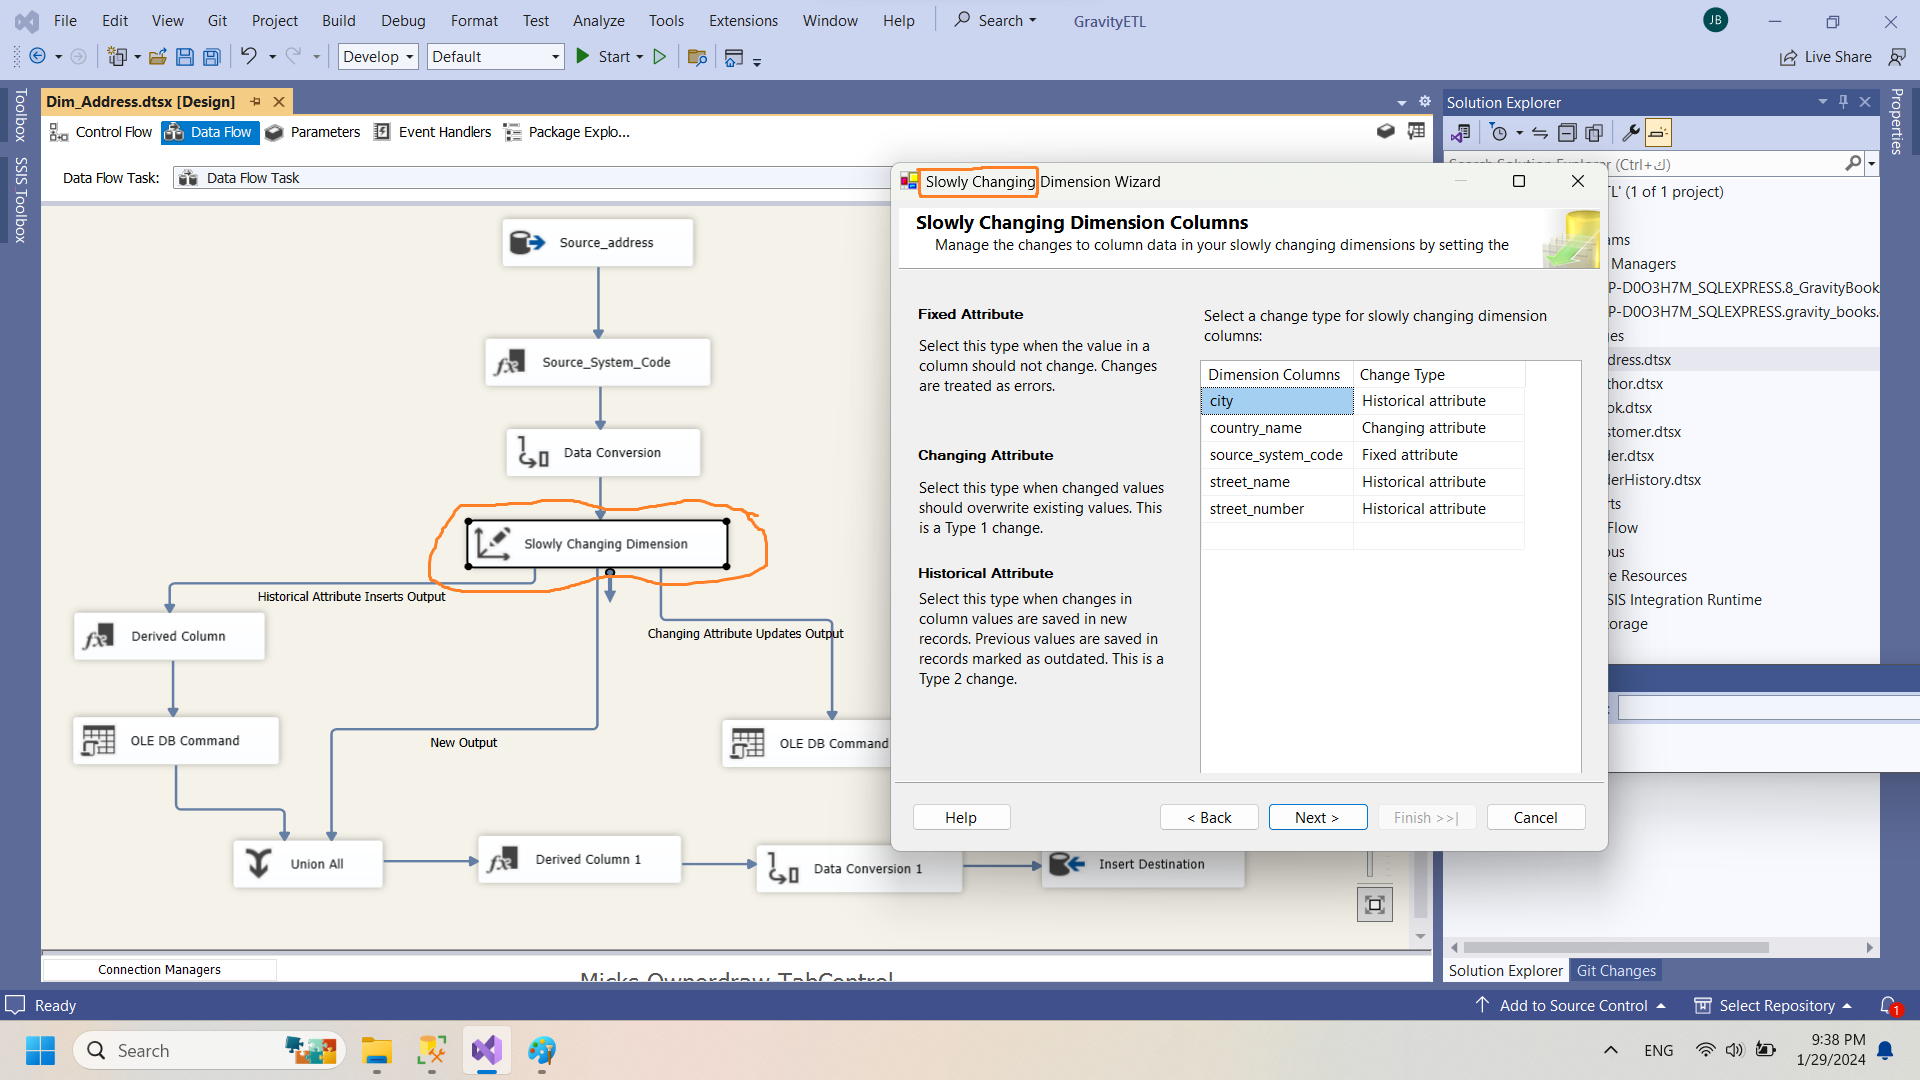 File Edit View Git Project Build Debug Format Test Analyze Tools Extensions Window Help Search GravityETL JB
Develop Default Start Live Share
Toolbox
SSIS Toolbox
Dim_Address.dtsx [Design]
Control Flow Data Flow Parameters Event Handlers Package Explo...
Data Flow Task: Data Flow Task
Source_address
Source_System_Code
Data Conversion
Slowly Changing Dimension
Historical Attribute Inserts Output
Changing Attribute Updates Output
Derived Column
OLE DB Command
New Output
OLE DB Command
Union All
Derived Column 1
Data Conversion 1
Insert Destination
Connection Managers
Slowly Changing Dimension Wizard
Slowly Changing Dimension Columns
Manage the changes to column data in your slowly changing dimensions by setting the
Fixed Attribute
Select this type when the value in a
column should not change. Changes
are treated as errors.
Changing Attribute
Select this type when changed values
should overwrite existing values. This
is a Type 1 change.
Historical Attribute
Select this type when changes in
column values are saved in new
records. Previous values are saved in
records marked as outdated. This is a
Type 2 change.
Select a change type for slowly changing dimension
columns:
Dimension Columns Change Type
city Historical attribute
country_name Changing attribute
source_system_code Fixed attribute
street_name Historical attribute
street_number Historical attribute
Help < Back Next > Finish >>| Cancel
Solution Explorer
Properties
(Ctrl+ك)
TL' (1 of 1 project)
ams
Managers
P-D0O3H7M_SQLEXPRESS.8_GravityBook
P-D0O3H7M_SQLEXPRESS.gravity_books.
es
dress.dtsx
thor.dtsx
ok.dtsx
stomer.dtsx
der.dtsx
derHistory.dtsx
rts
Flow
ous
e Resources
SIS Integration Runtime
orage
Solution Explorer Git Changes
Ready Add to Source Control Select Repository 1
Search ENG 9:38 PM
1/29/2024